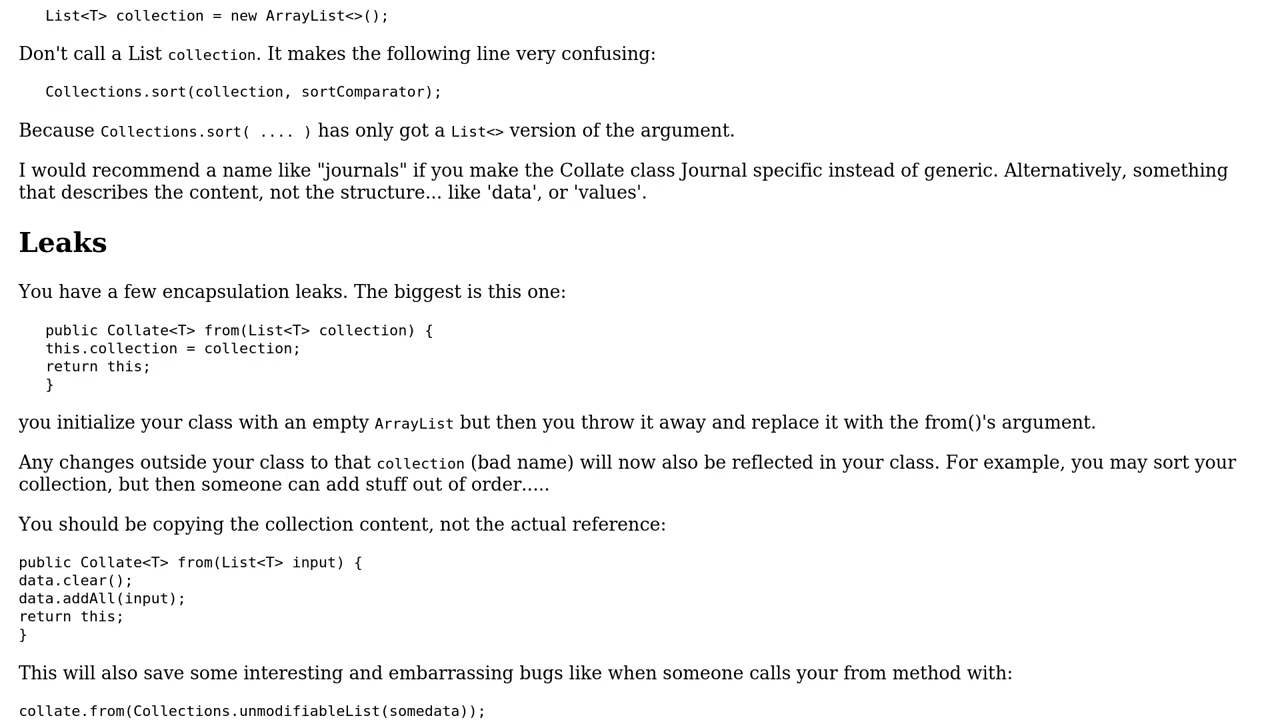 List<T> collection = new ArrayList<>();
Don't call a List collection. It makes the following line very confusing:
Collections.sort(collection, sortComparator);
Because Collections.sort( .... ) has only got a List<> version of the argument.
I would recommend a name like "journals" if you make the Collate class Journal specific instead of generic. Alternatively, something
that describes the content, not the structure... like 'data', or 'values'.
Leaks
You have a few encapsulation leaks. The biggest is this one:
public Collate<T> from(List<T> collection) {
this.collection = collection;
return this;
}
you initialize your class with an empty ArrayList but then you throw it away and replace it with the from()'s argument.
Any changes outside your class to that collection (bad name) will now also be reflected in your class. For example, you may sort your
collection, but then someone can add stuff out of order.....
You should be copying the collection content, not the actual reference:
public Collate<T> from(List<T> input) {
data.clear();
data.addAll(input);
return this;
}
This will also save some interesting and embarrassing bugs like when someone calls your from method with:
collate.from(Collections.unmodifiableList(somedata));